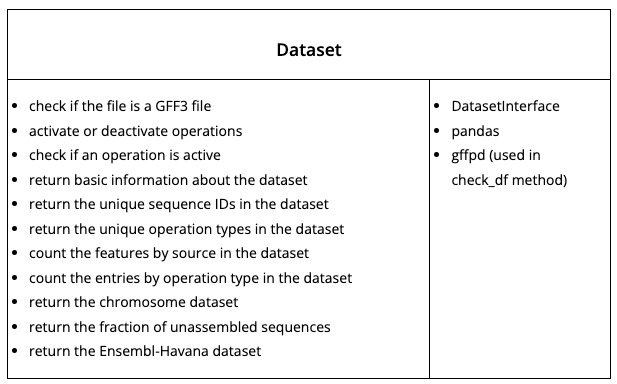 Dataset
• check if the file is a GFF3 file
• activate or deactivate operations
• check if an operation is active
• return basic information about the dataset
• return the unique sequence IDs in the dataset
• return the unique operation types in the dataset
• count the features by source in the dataset
• count the entries by operation type in the dataset
• return the chromosome dataset
• return the fraction of unassembled sequences
• return the Ensembl-Havana dataset
• DatasetInterface
• pandas
• gffpd (used in
check_df method)